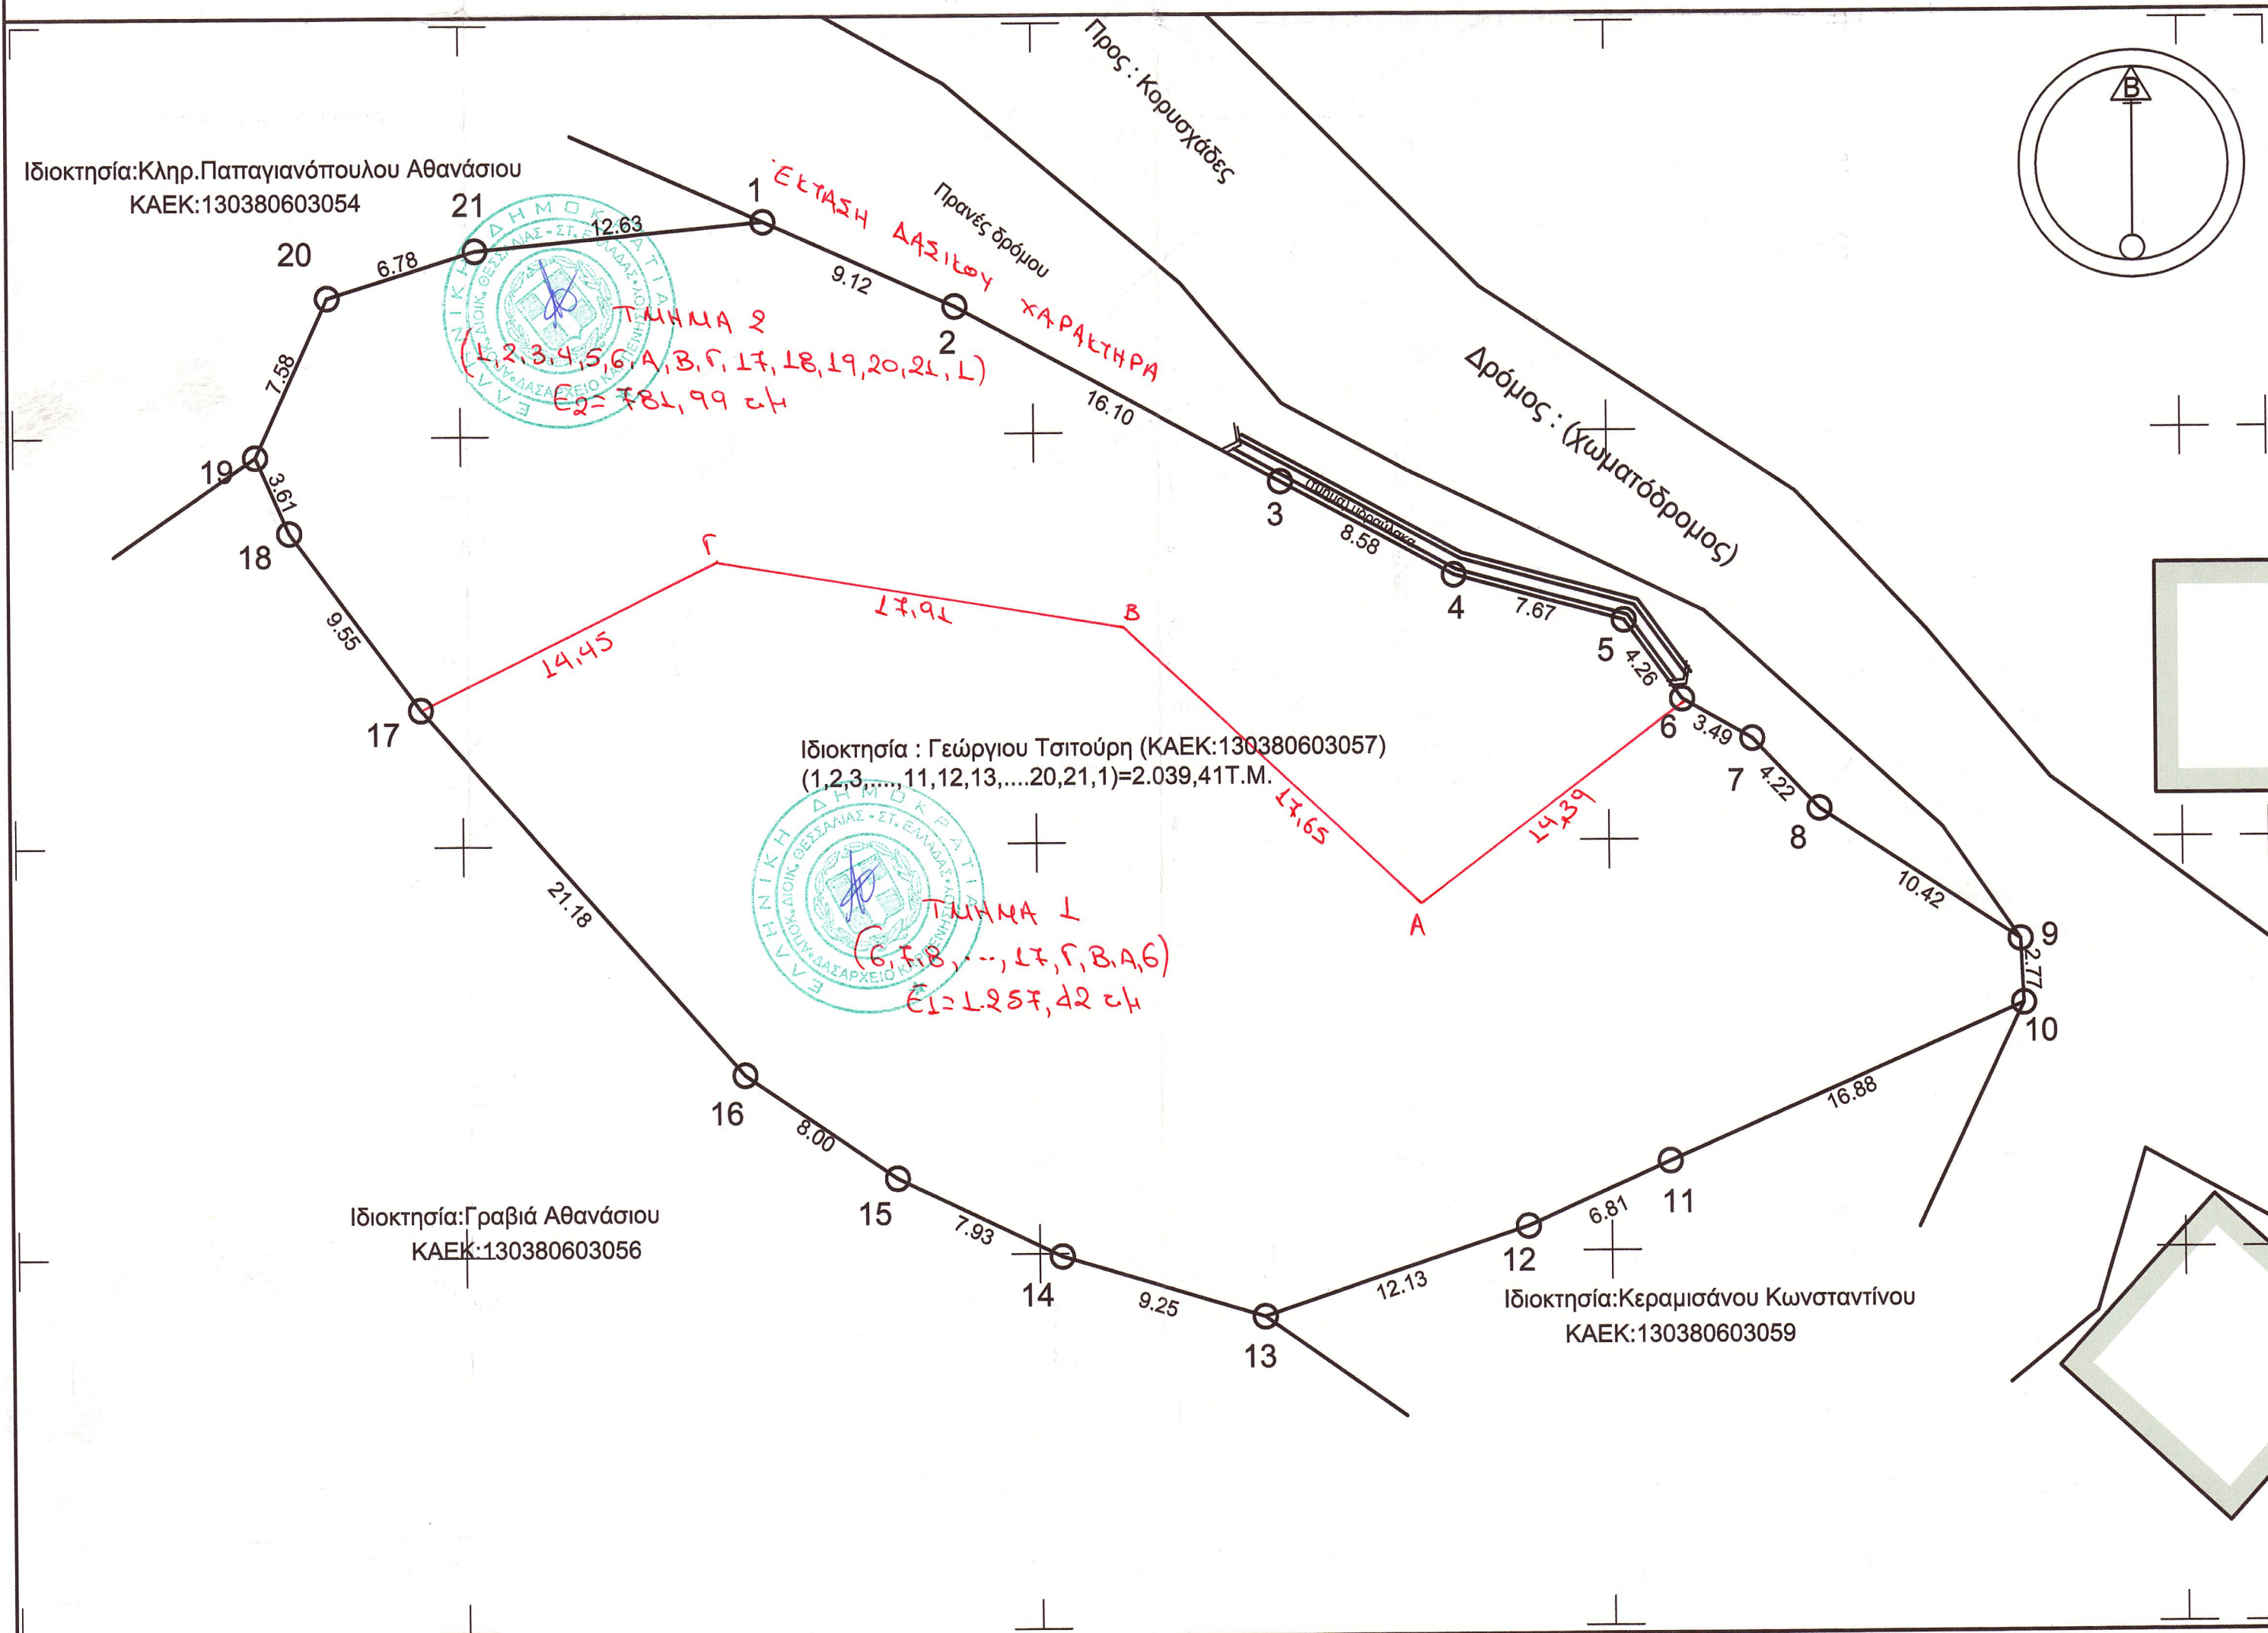 Προς : Κορυσχάδες
Β
Ιδιοκτησία:Κληρ.Παπαγιανόπουλου Αθανάσιου
ΚΑΕΚ:130380603054
21
1
20
6.78
12.63
ΈΚΤΑΣΗ ΔΑΣΙΚΟΥ ΧΑΡΑΚΤΗΡΑ
Πρανές δρόμου
9.12
2
ΤΜΗΜΑ 2
(1,2,3,4,5,6,Α,Β,Γ,17,18,19,20,21,1)
Ε2= 781,99 τ.μ
7.58
16.10
Δρόμος : (χωματόδρομος)
19
3.61
18
3
8.58
4
7.67
5
4.26
6
3.49
7
4.22
8
9.55
17
Γ
14,45
17,91
Β
Ιδιοκτησία : Γεώργιου Τσιτούρη (ΚΑΕΚ:130380603057)
(1,2,3,....,11,12,13,....20,21,1)=2.039,41Τ.Μ.
17,65
14,39
Α
10.42
9
2.77
10
21.18
ΕΛΛΗΝΙΚΗ ΔΗΜΟΚΡΑΤΙΑ
ΤΜΗΜΑ 1
(6,7,8,...,17,Γ,Β,Α,6)
Ε1=1.257,42 τ.μ
16
8.00
16.88
11
15
7.93
6.81
12
Ιδιοκτησία:Γραβιά Αθανάσιου
ΚΑΕΚ:130380603056
14
9.25
12.13
13
Ιδιοκτησία:Κεραμισάνου Κωνσταντίνου
ΚΑΕΚ:130380603059